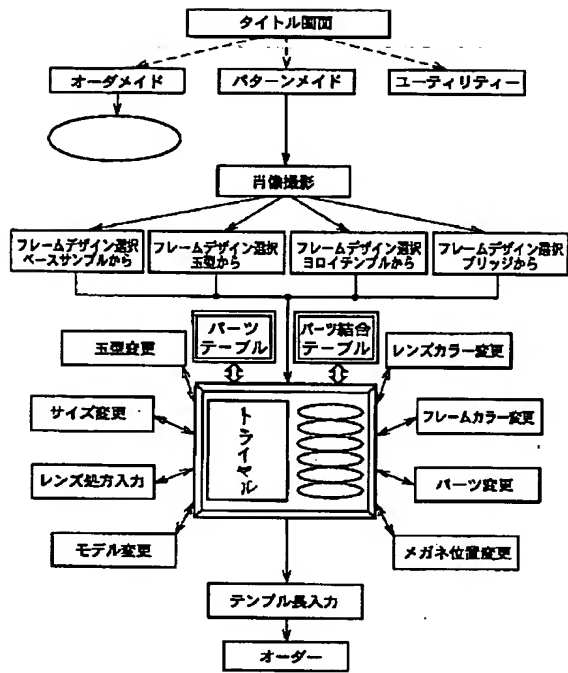 タイトル画面
オーダメイド
パターンメイド
ユーティリティー
肖像撮影
フレームデザイン選択
ベースサンプルから
フレームデザイン選択
玉型から
フレームデザイン選択
ヨロイテンプルから
フレームデザイン選択
ブリッジから
パーツ
テーブル
パーツ結合
テーブル
玉型変更
レンズカラー変更
サイズ変更
トライヤル
フレームカラー変更
レンズ処方入力
パーツ変更
モデル変更
メガネ位置変更
テンプル長入力
オーダー